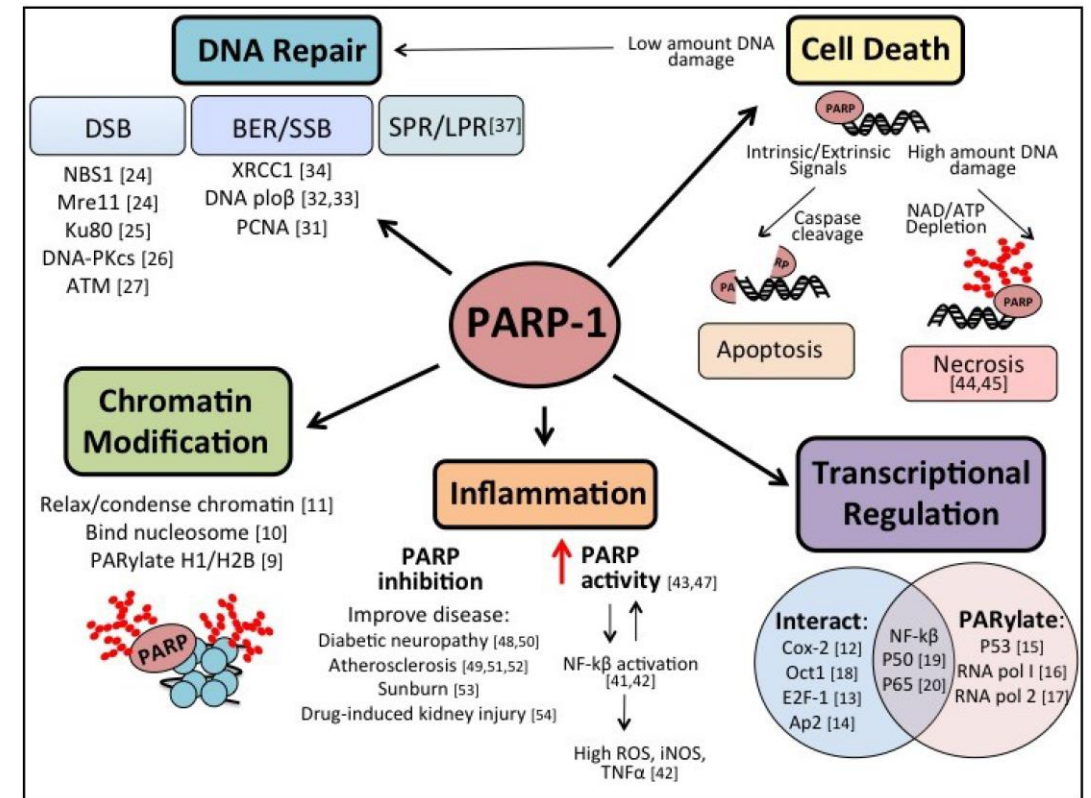 DNA Repair
Low amount DNA
damage
Cell Death
DSB
BER/SSB
SPR/LPR[37]
NBS1 [24]
Mre11 [24]
Ku80 [25]
DNA-PKcs [26]
ATM [27]
XRCC1 [34]
DNA ploβ [32,33]
PCNA [31]
PARP
Intrinsic/Extrinsic
Signals
High amount DNA
damage
Caspase
cleavage
NAD/ATP
Depletion
PA
RP
PARP
Apoptosis
Necrosis
[44,45]
PARP-1
Chromatin
Modification
Relax/condense chromatin [11]
Bind nucleosome [10]
PARylate H1/H2B [9]
PARP
Inflammation
PARP
inhibition
Improve disease:
Diabetic neuropathy [48,50]
Atherosclerosis [49,51,52]
Sunburn [53]
Drug-induced kidney injury [54]
PARP
activity [43,47]
NF-kβ activation
[41,42]
High ROS, iNOS,
TNFα [42]
Transcriptional
Regulation
Interact:
Cox-2 [12]
Oct1 [18]
E2F-1 [13]
Ap2 [14]
NF-kβ
P50 [19]
P65 [20]
PARylate:
P53 [15]
RNA pol I [16]
RNA pol 2 [17]